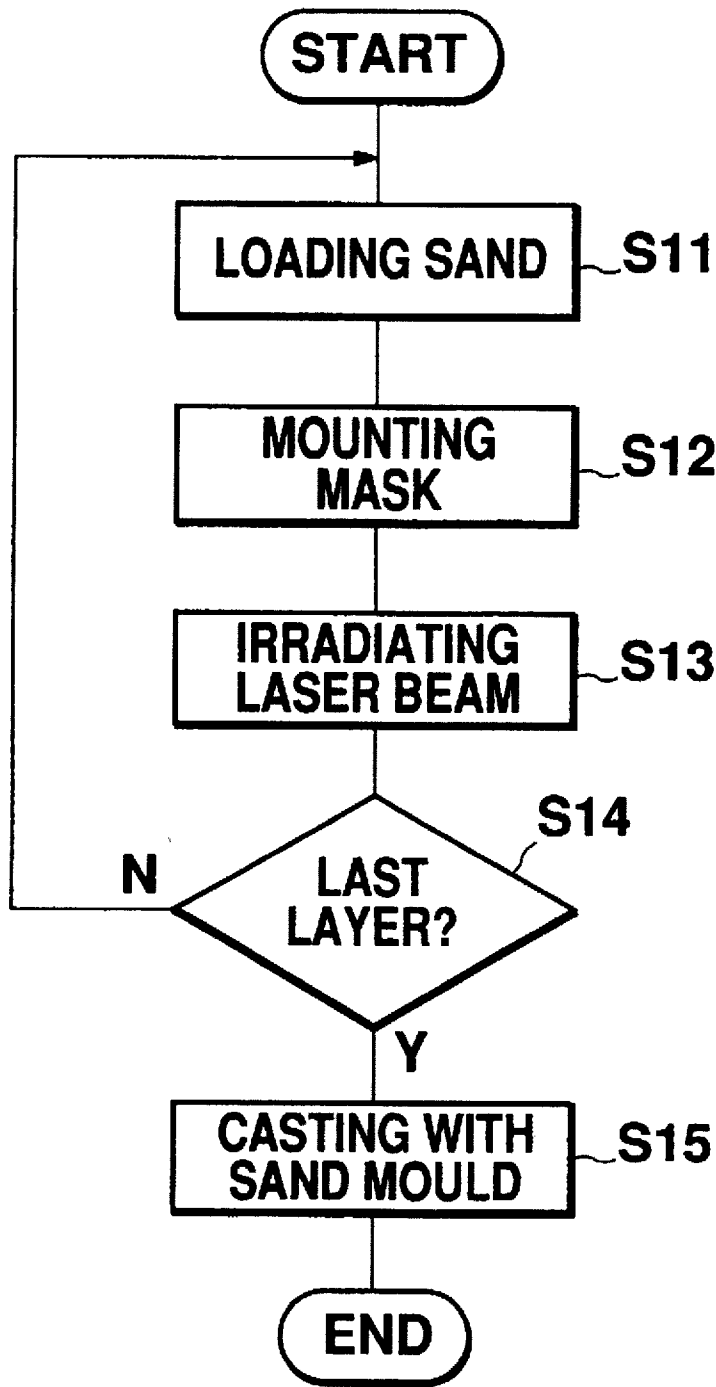 START
LOADING SAND
S11
MOUNTING
MASK
S12
IRRADIATING
LASER BEAM
S13
S14
N
LAST
LAYER?
Y
CASTING WITH
SAND MOULD
S15
END